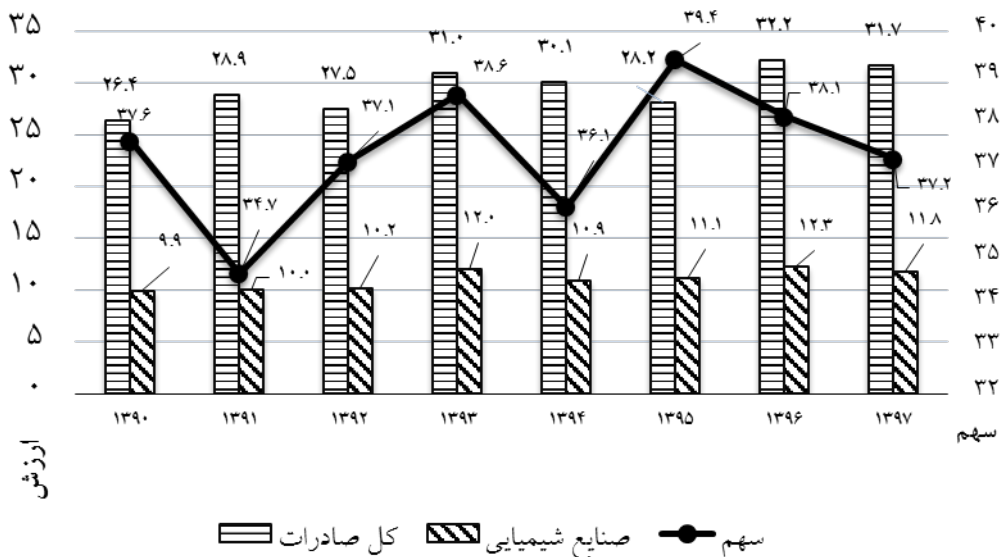 ۳۵
۳۰
۲۵
۲۰
۱۵
۱۰
۵
۰
ارزش
۴۰
۳۹
۳۸
۳۷
۳۶
۳۵
۳۴
۳۳
۳۲
سهم
۲۶.۴ ۲۸.۹ ۲۷.۵ ۳۱.۰ ۳۰.۱ ۲۸.۲ ۳۲.۲ ۳۱.۷
۳۷.۶ ۳۴.۷ ۳۷.۱ ۳۸.۶ ۳۶.۱ ۳۹.۴ ۳۸.۱ ۳۷.۲
۹.۹ ۱۰.۰ ۱۰.۲ ۱۲.۰ ۱۰.۹ ۱۱.۱ ۱۲.۳ ۱۱.۸
۱۳۹۰ ۱۳۹۱ ۱۳۹۲ ۱۳۹۳ ۱۳۹۴ ۱۳۹۵ ۱۳۹۶ ۱۳۹۷
کل صادرات صنایع شیمیایی سهم